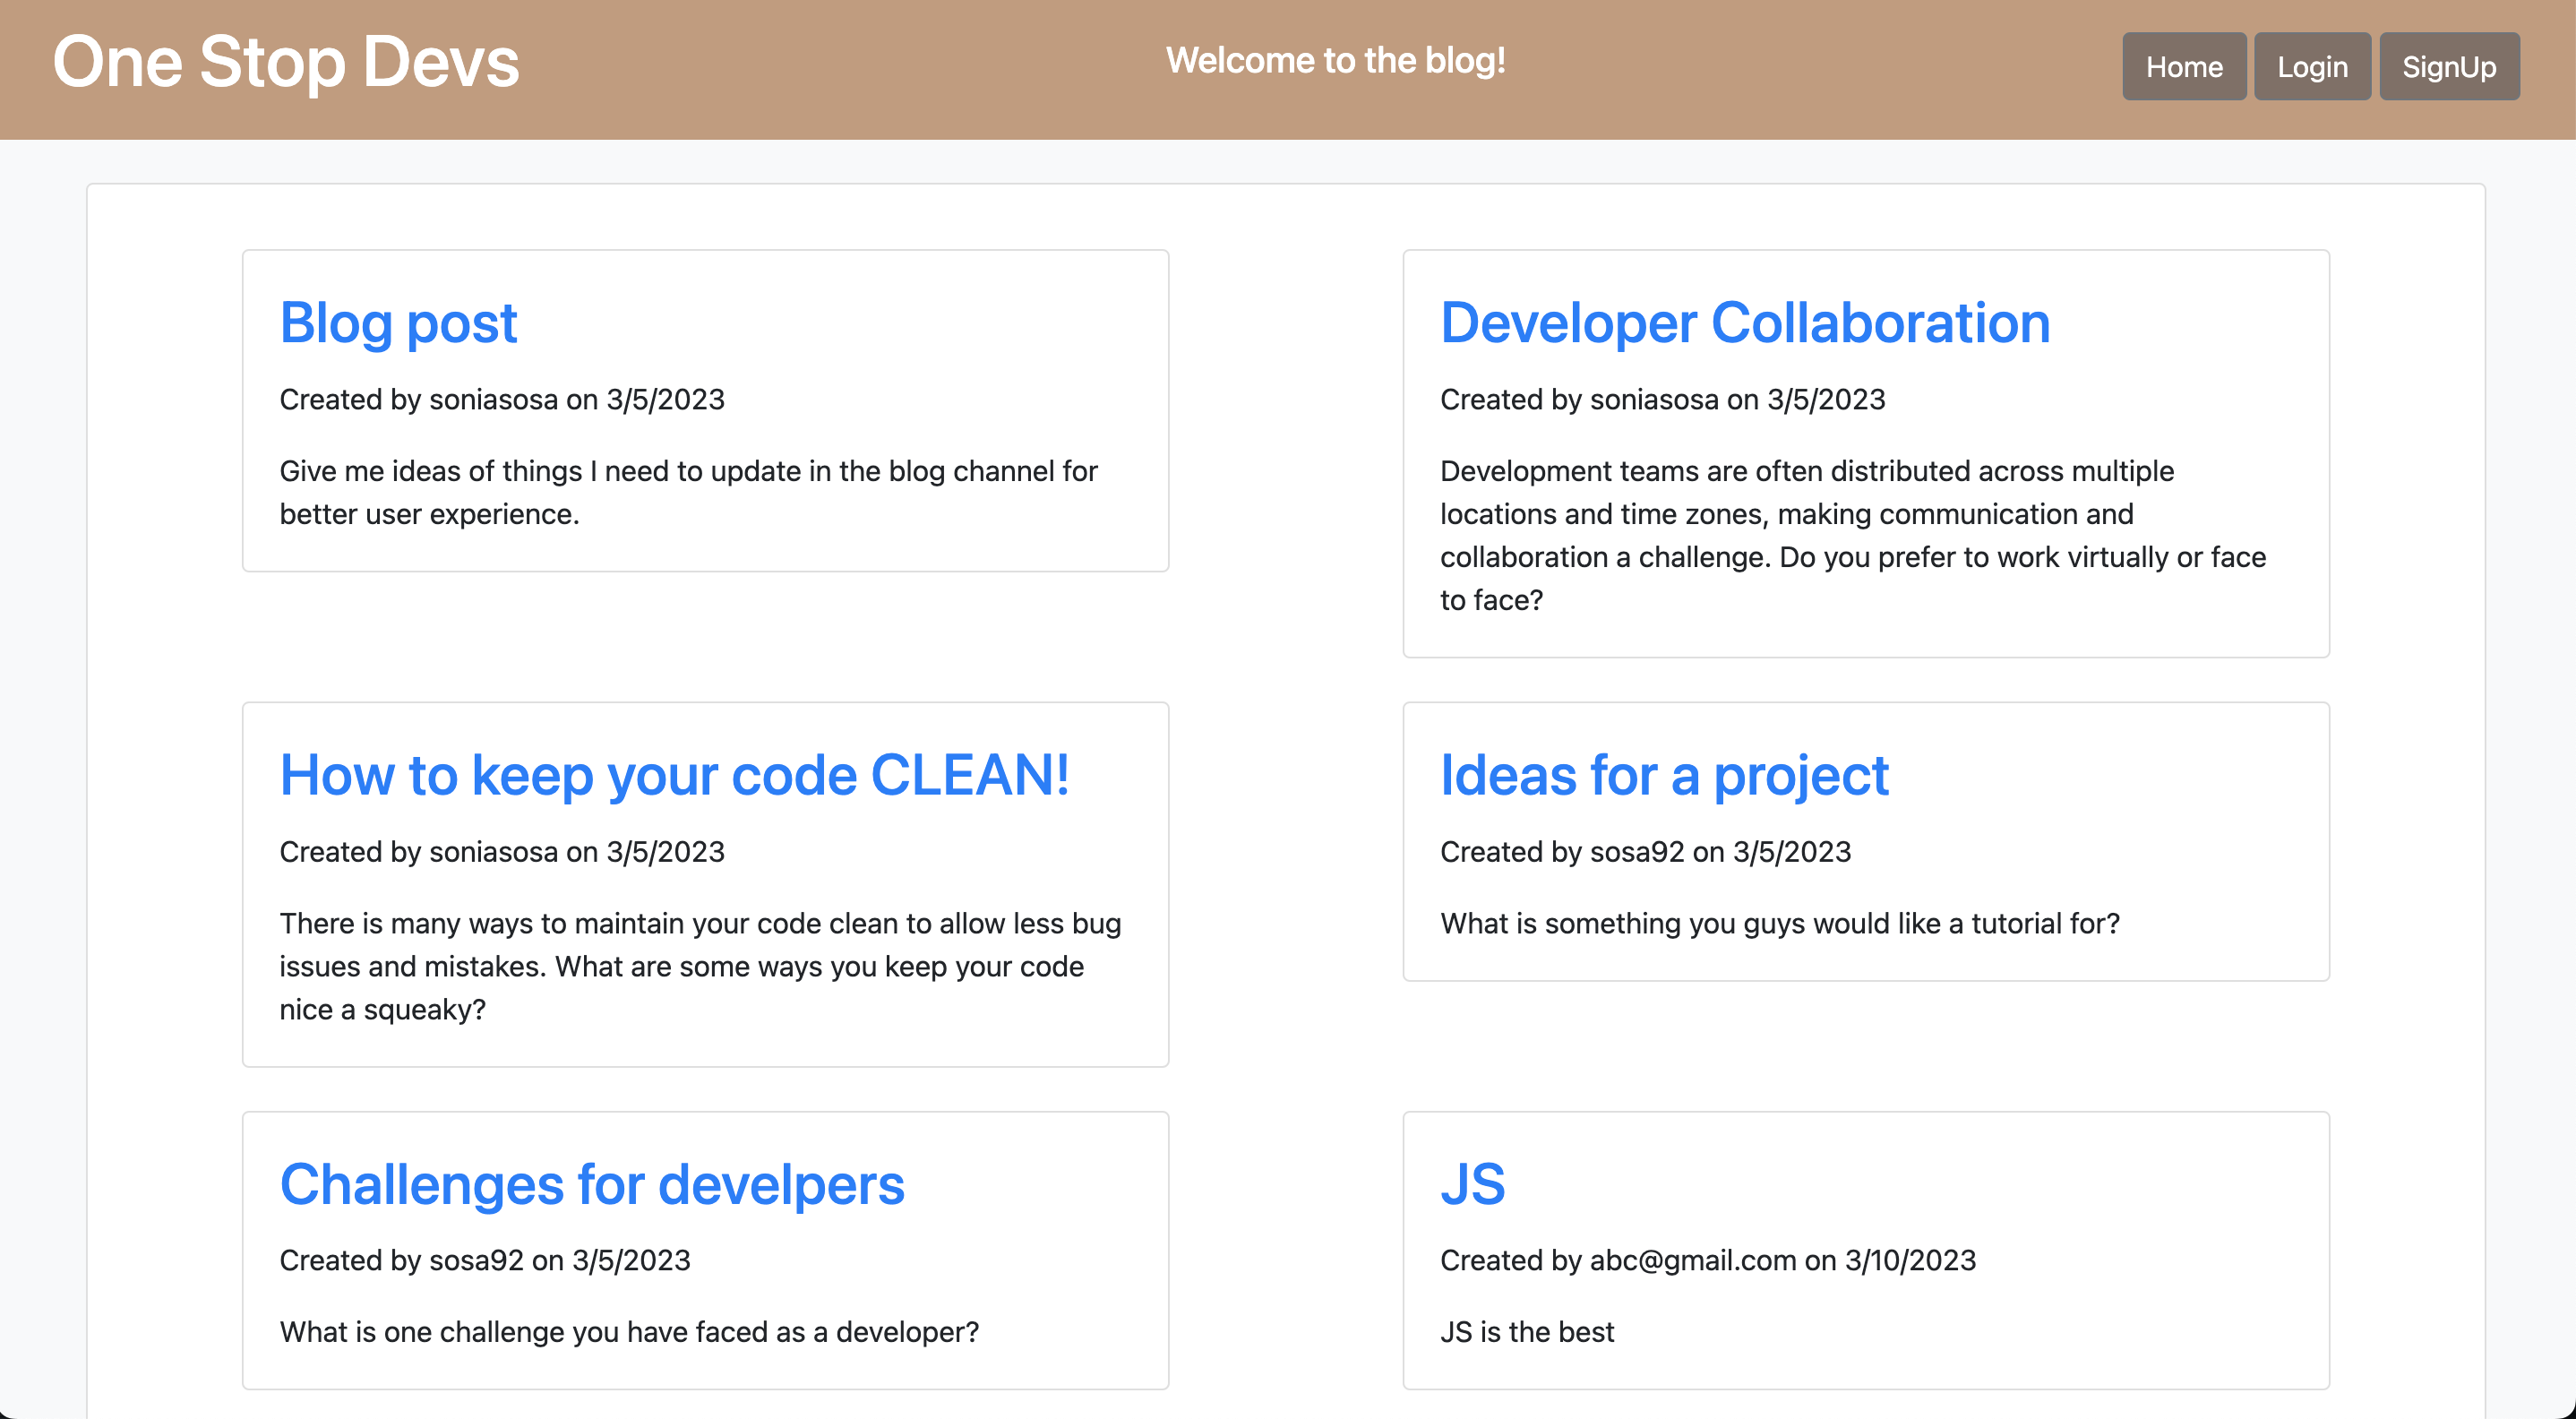 One Stop Devs
Welcome to the blog!
Home
Login
SignUp
Blog post
Created by soniasosa on 3/5/2023
Give me ideas of things I need to update in the blog channel for
better user experience.
Developer Collaboration
Created by soniasosa on 3/5/2023
Development teams are often distributed across multiple
locations and time zones, making communication and
collaboration a challenge. Do you prefer to work virtually or face
to face?
How to keep your code CLEAN!
Created by soniasosa on 3/5/2023
There is many ways to maintain your code clean to allow less bug
issues and mistakes. What are some ways you keep your code
nice a squeaky?
Ideas for a project
Created by sosa92 on 3/5/2023
What is something you guys would like a tutorial for?
Challenges for develpers
Created by sosa92 on 3/5/2023
What is one challenge you have faced as a developer?
JS
Created by abc@gmail.com on 3/10/2023
JS is the best